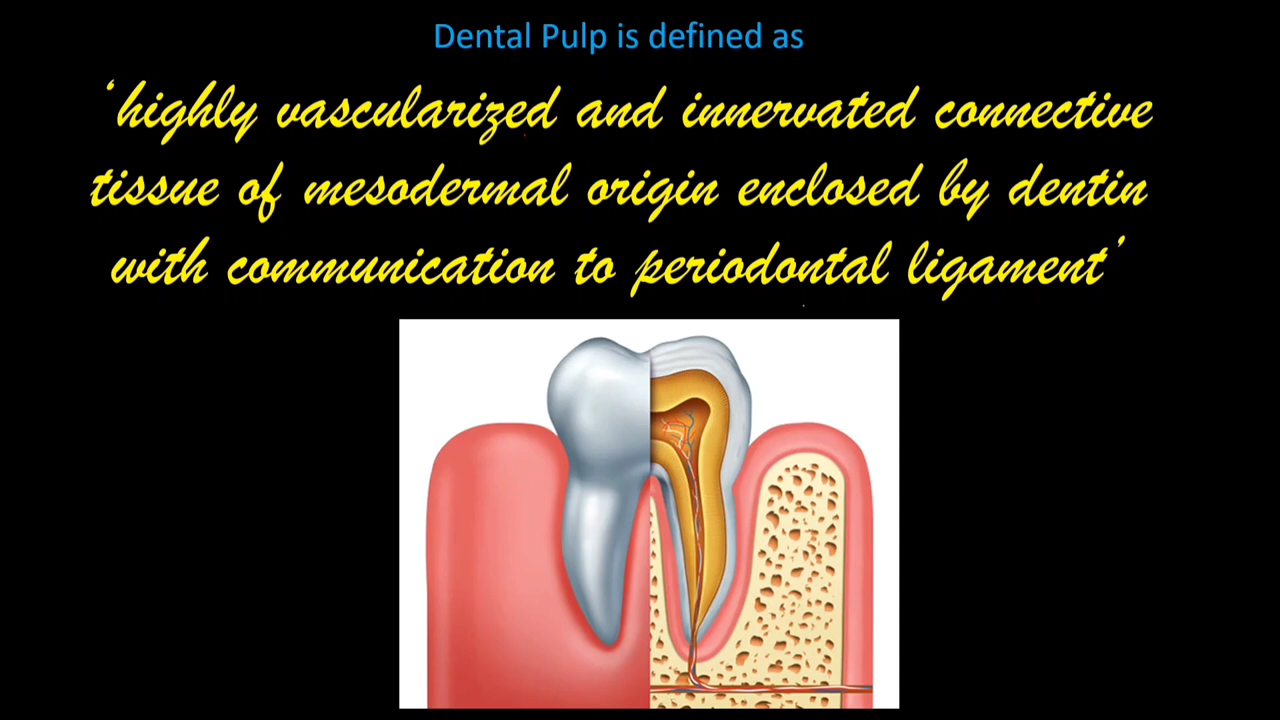 Dental Pulp is defined as
‘highly vascularized and innervated connective
tissue of mesodermal origin enclosed by dentin
with communication to periodontal ligament’